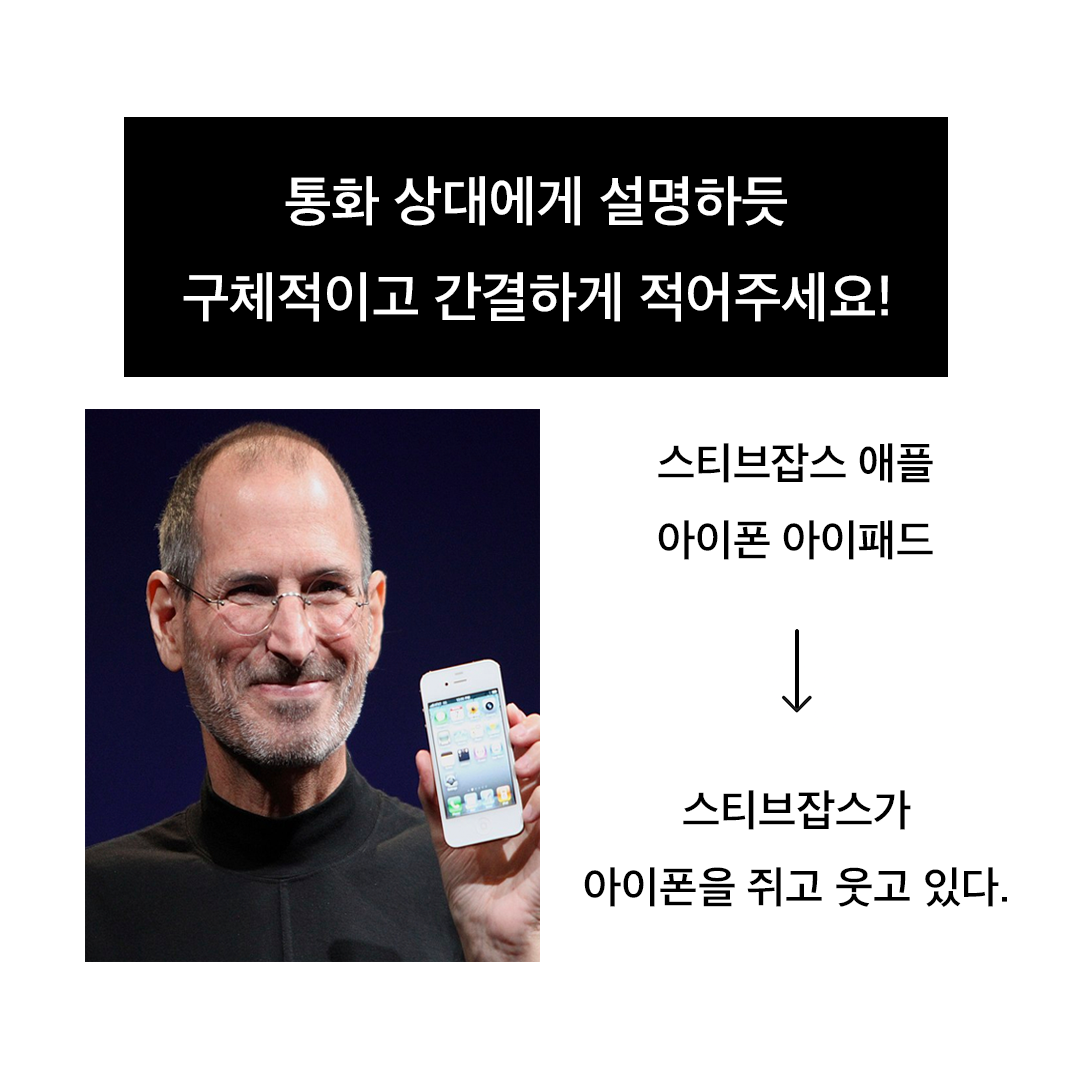 통화 상대에게 설명하듯
구체적이고 간결하게 적어주세요!
스티브잡스 애플
아이폰 아이패드
스티브잡스가
아이폰을 쥐고 웃고 있다.